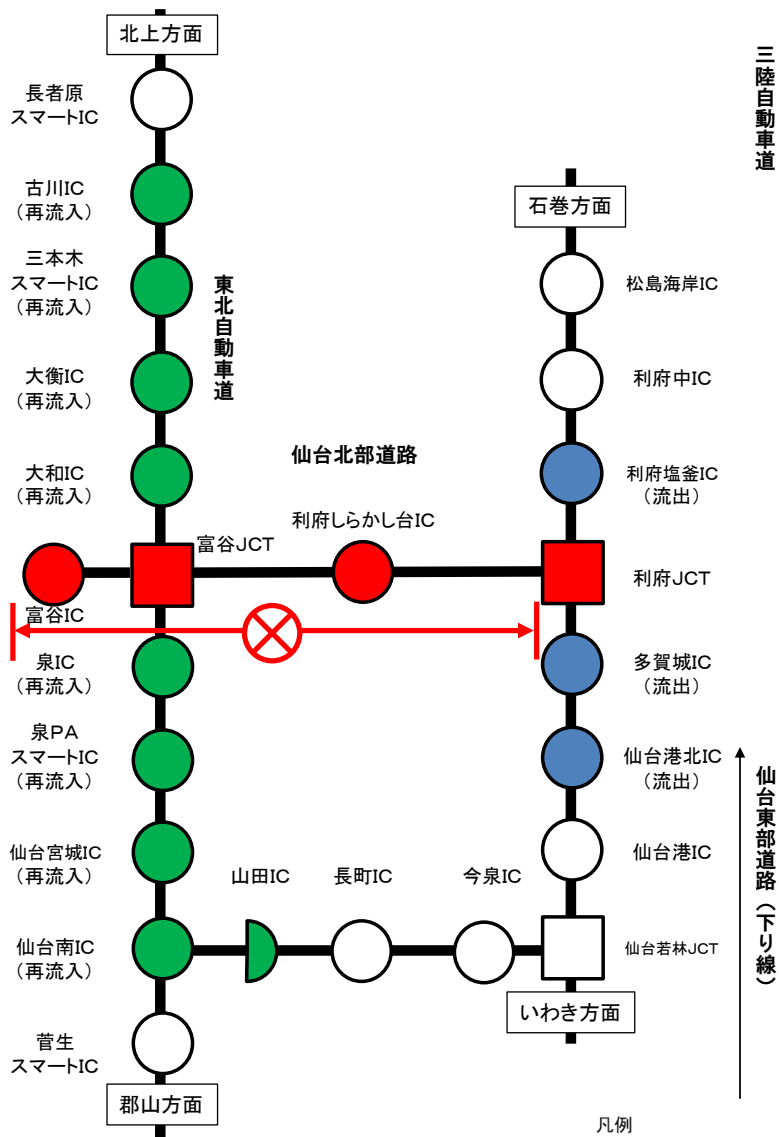 北上方面
長者原
スマートIC
古川IC
(再流入)
三本木
スマートIC
(再流入)
大衡IC
(再流入)
大和IC
(再流入)
東北自動車道
三陸自動車道
石巻方面
松島海岸IC
利府中IC
利府塩釜IC
(流出)
仙台北部道路
利府しらかし台IC
富谷JCT
利府JCT
富谷IC
泉IC
(再流入)
泉PA
スマートIC
(再流入)
仙台宮城IC
(再流入)
仙台南IC
(再流入)
菅生
スマートIC
郡山方面
多賀城IC
(流出)
仙台港北IC
(流出)
仙台港IC
山田IC
長町IC
今泉IC
仙台若林JCT
いわき方面
仙台東部道路(下り線)
凡例